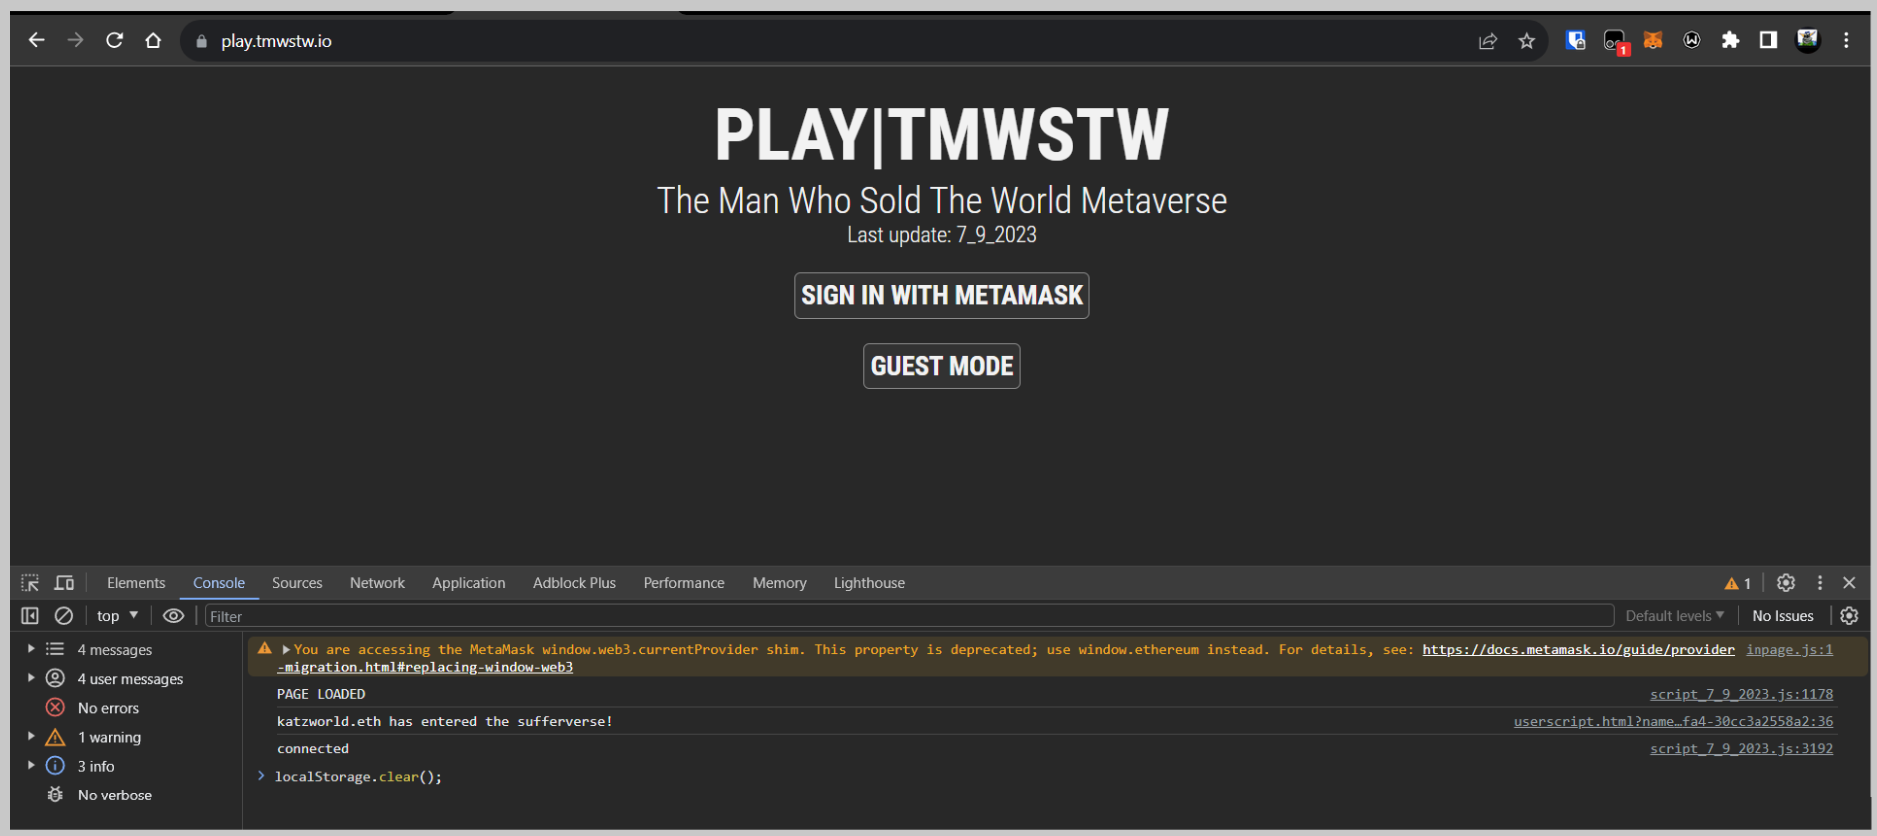 play.tmwstw.io
1
PLAY|TMWSTW
The Man Who Sold The World Metaverse
Last update: 7_9_2023
SIGN IN WITH METAMASK
GUEST MODE
Elements Console Sources Network Application Adblock Plus Performance Memory Lighthouse 1
top Filter Default levels No Issues
4 messages
4 user messages
No errors
1 warning
3 info
No verbose
You are accessing the MetaMask window.web3.currentProvider shim. This property is deprecated; use window.ethereum instead. For details, see: https://docs.metamask.io/guide/provider inpage.js:1
-migration.html#replacing-window-web3
PAGE LOADED script_7_9_2023.js:1178
katzworld.eth has entered the sufferverse! userscript.html?name…fa4-30cc3a2558a2:36
connected script_7_9_2023.js:3192
> localStorage.clear();